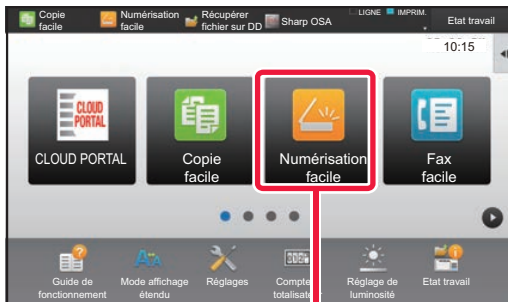 Copie
facile
Numérisation
facile
Récupérer
fichier sur DD
Sharp OSA
LIGNE
IMPRIM.
Etat travail
10:15
CLOUD
PORTAL
CLOUD PORTAL
Copie
facile
Numérisation
facile
Fax
facile
Guide de
fonctionnement
Mode affichage
étendu
Réglages
Compte
totalisateur
Réglage de
luminosité
Etat travail